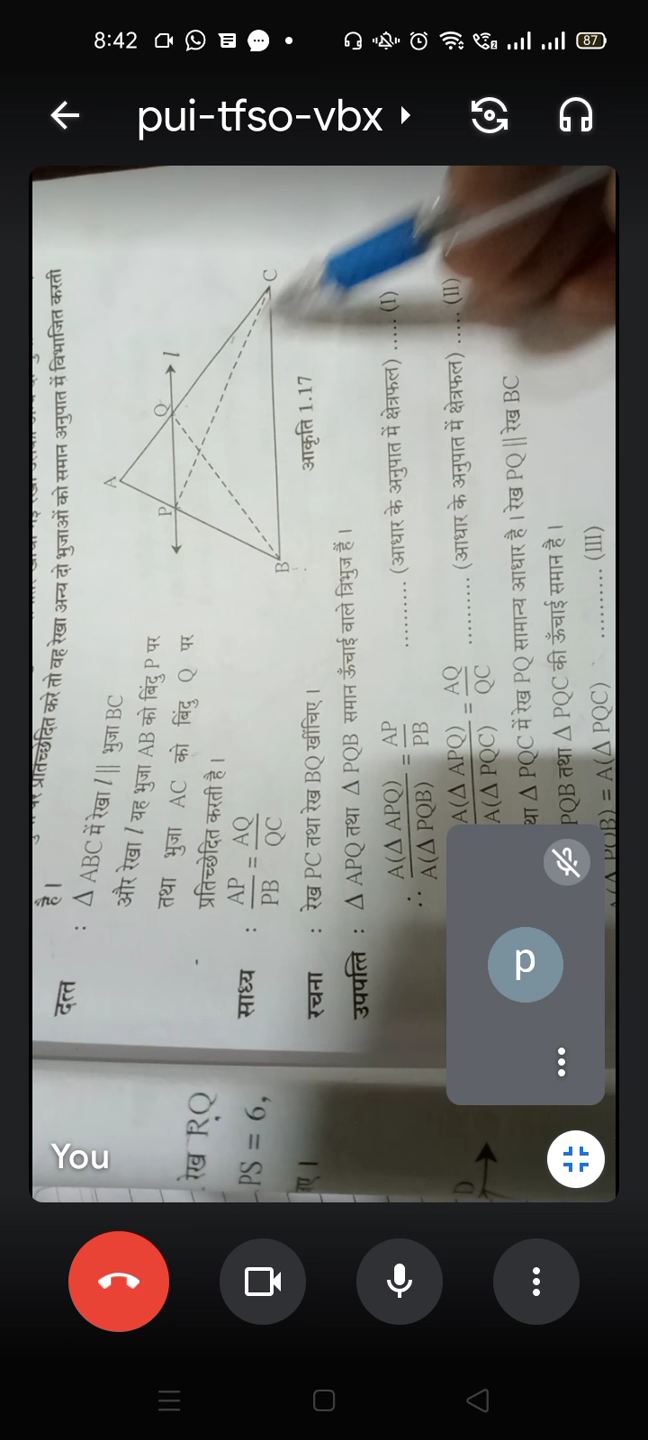 8:42
87
pui-tfso-vbx
प्रतिच्छेदित करे तो वह रेखा अन्य दो भुजाओं को समान अनुपात में विभाजित करती
है।
दत्त : Δ ABC में रेखा l || भुजा BC
और रेखा l यह भुजा AB को बिंदु P पर
तथा भुजा AC को बिंदु Q पर
प्रतिच्छेदित करती है।
साध्य : AP/PB = AQ/QC
A
P
Q
l
B
C
आकृति 1.17
रचना : रेख PC तथा रेख BQ खींचिए।
उपपत्ति : Δ APQ तथा Δ PQB समान ऊँचाई वाले त्रिभुज हैं।
∴ A(Δ APQ)/A(Δ PQB) = AP/PB ........... (आधार के अनुपात में क्षेत्रफल) ..... (I)
A(Δ APQ)/A(Δ PQC) = AQ/QC .......... (आधार के अनुपात में क्षेत्रफल) ..... (II)
था Δ PQC में रेख PQ सामान्य आधार है। रेख PQ || रेख BC
PQB तथा Δ PQC की ऊँचाई समान है।
A(Δ PQB) = A(Δ PQC) .......... (III)
रेख RQ
PS = 6,
D
p
You